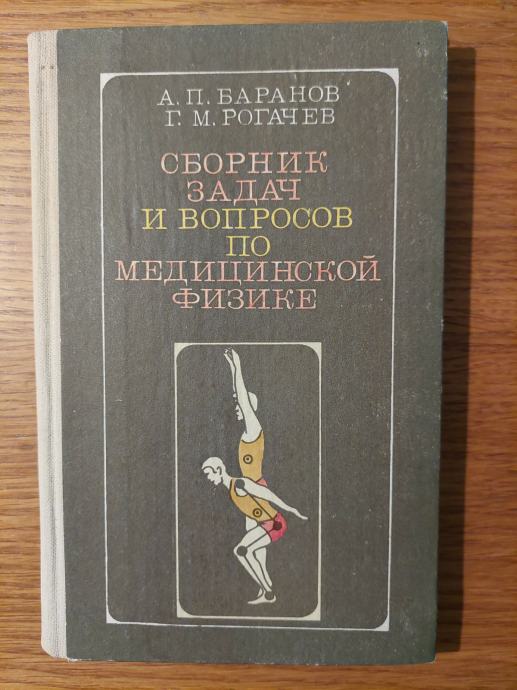 А. П. БАРАНОВ
Г. М. РОГАЧЕВ
СБОРНИК
ЗАДАЧ
И ВОПРОСОВ
ПО
МЕДИЦИНСКОЙ
ФИЗИКЕ